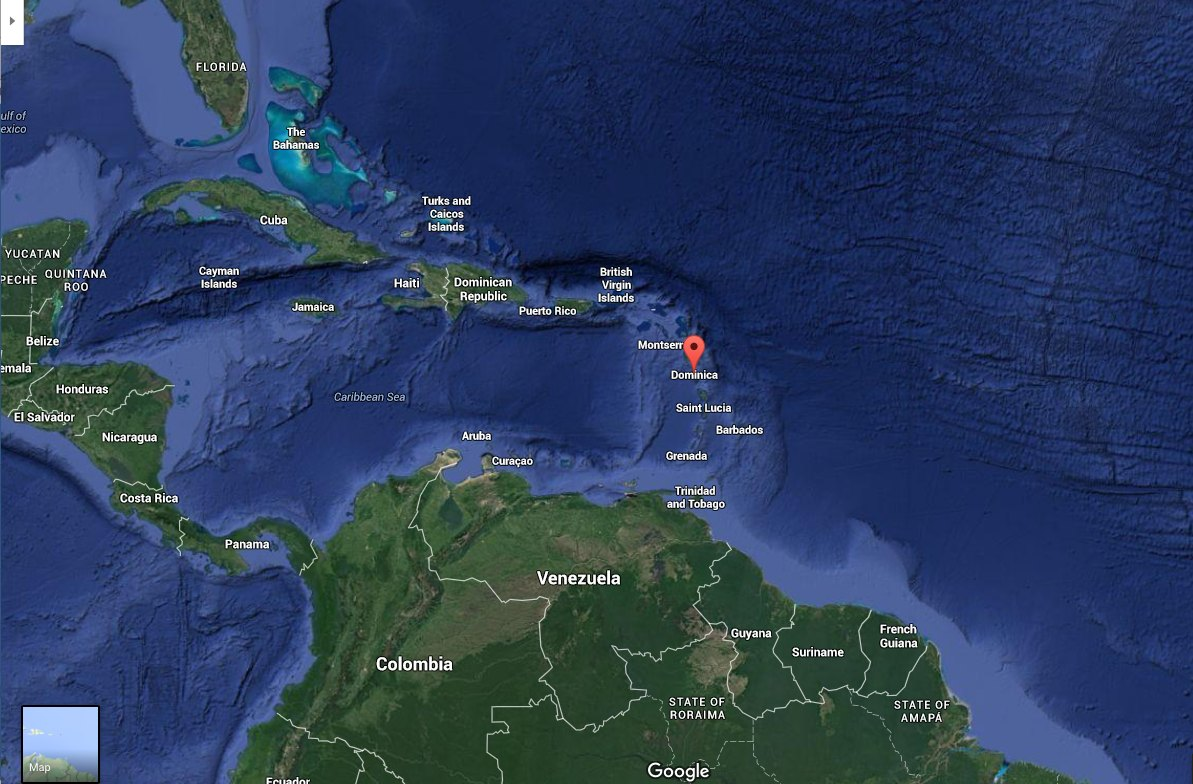 FLORIDA
ulf of
exico
The
Bahamas
Turks and
Caicos
Islands
Cuba
YUCATAN
PECHE
QUINTANA
ROO
Cayman
Islands
Haiti
Dominican
Republic
British
Virgin
Islands
Jamaica
Puerto Rico
Belize
Montserr
emala
Dominica
Honduras
Caribbean Sea
Saint Lucia
El Salvador
Barbados
Nicaragua
Aruba
Curaçao
Grenada
Costa Rica
Trinidad
and Tobago
Panama
Venezuela
Guyana
French
Guiana
Suriname
Colombia
STATE OF
RORAIMA
STATE OF
AMAPÁ
Map
Google
Ecuador